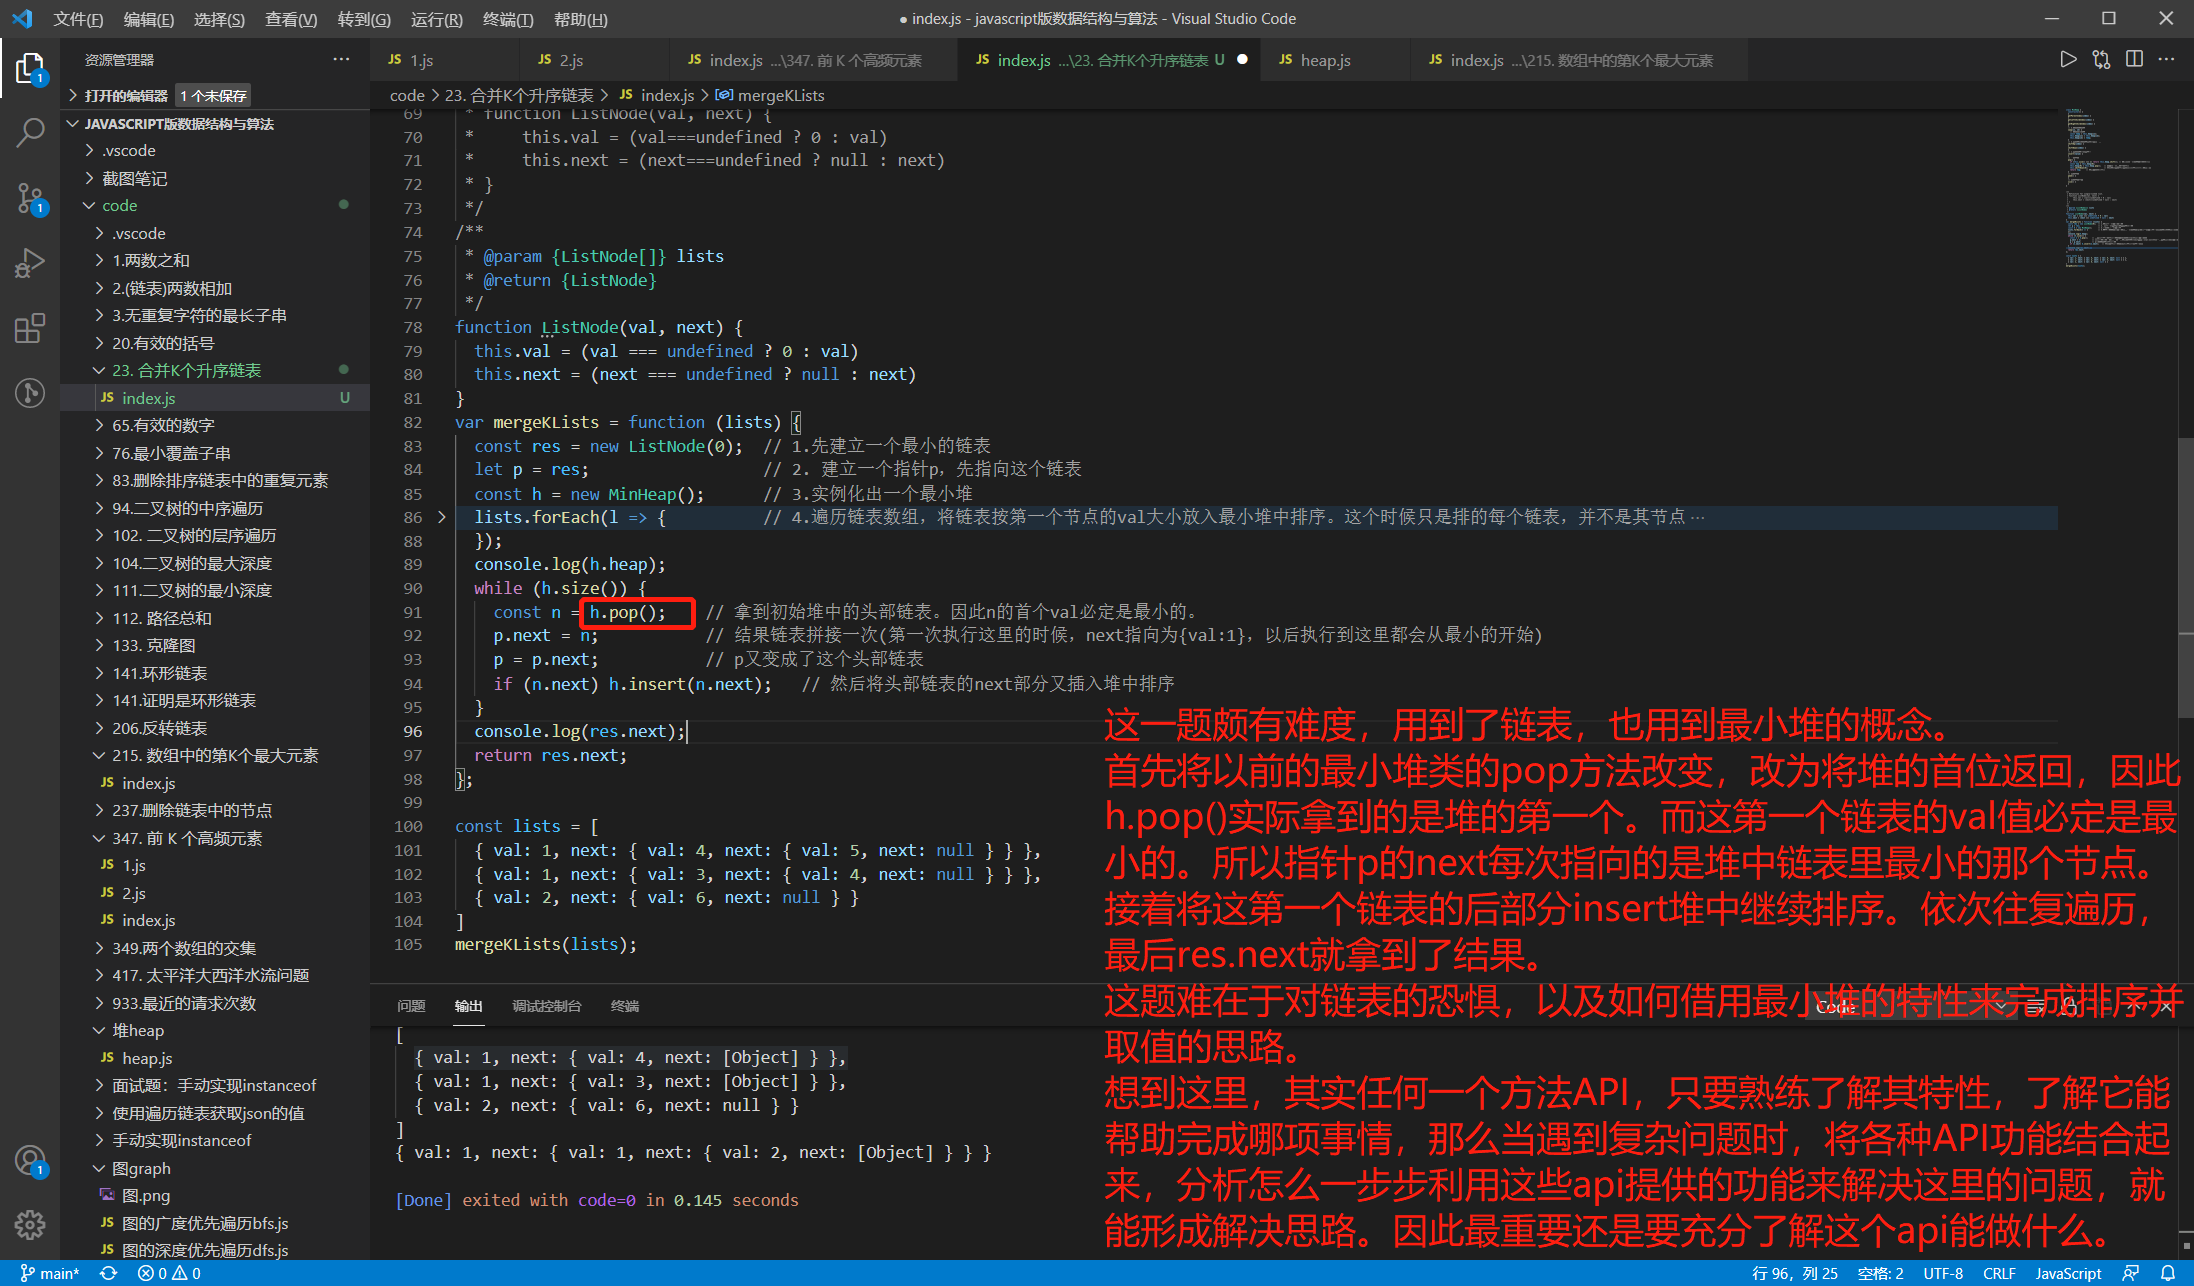 文件(F) 编辑(E) 选择(S) 查看(V) 转到(G) 运行(R) 终端(T) 帮助(H)
● index.js - javascript版数据结构与算法 - Visual Studio Code
资源管理器
JS 1.js
JS 2.js
JS index.js ...\347. 前 K 个高频元素
JS index.js ...\23. 合并K个升序链表 U
JS heap.js
JS index.js ...\215. 数组中的第K个最大元素
打开的编辑器 1 个未保存
JAVASCRIPT版数据结构与算法
.vscode
截图笔记
code
.vscode
1.两数之和
2.(链表)两数相加
3.无重复字符的最长子串
20.有效的括号
23. 合并K个升序链表
JS index.js U
65.有效的数字
76.最小覆盖子串
83.删除排序链表中的重复元素
94.二叉树的中序遍历
102. 二叉树的层序遍历
104.二叉树的最大深度
111.二叉树的最小深度
112. 路径总和
133. 克隆图
141.环形链表
141.证明是环形链表
206.反转链表
215. 数组中的第K个最大元素
JS index.js
237.删除链表中的节点
347. 前 K 个高频元素
JS 1.js
JS 2.js
JS index.js
349.两个数组的交集
417. 太平洋大西洋水流问题
933.最近的请求次数
堆heap
JS heap.js
面试题：手动实现instanceof
使用遍历链表获取json的值
手动实现instanceof
图graph
图.png
JS 图的广度优先遍历bfs.js
JS 图的深度优先遍历dfs.js
code > 23. 合并K个升序链表 > JS index.js > mergeKLists
69 * function ListNode(val, next) {
70 *     this.val = (val===undefined ? 0 : val)
71 *     this.next = (next===undefined ? null : next)
72 * }
73 */
74 /**
75 * @param {ListNode[]} lists
76 * @return {ListNode}
77 */
78 function ListNode(val, next) {
79 this.val = (val === undefined ? 0 : val)
80 this.next = (next === undefined ? null : next)
81 }
82 var mergeKLists = function (lists) {
83 const res = new ListNode(0);  // 1.先建立一个最小的链表
84 let p = res;  // 2. 建立一个指针p，先指向这个链表
85 const h = new MinHeap();  // 3.实例化出一个最小堆
86 lists.forEach(l => {  // 4.遍历链表数组，将链表按第一个节点的val大小放入最小堆中排序。这个时候只是排的每个链表，并不是其节点 ···
88 });
89 console.log(h.heap);
90 while (h.size()) {
91 const n = h.pop();  // 拿到初始堆中的头部链表。因此n的首个val必定是最小的。
92 p.next = n;  // 结果链表拼接一次(第一次执行这里的时候，next指向为{val:1}，以后执行到这里都会从最小的开始)
93 p = p.next;  // p又变成了这个头部链表
94 if (n.next) h.insert(n.next);  // 然后将头部链表的next部分又插入堆中排序
95 }
96 console.log(res.next);
97 return res.next;
98 };
99
100 const lists = [
101 { val: 1, next: { val: 4, next: { val: 5, next: null } } },
102 { val: 1, next: { val: 3, next: { val: 4, next: null } } },
103 { val: 2, next: { val: 6, next: null } }
104 ]
105 mergeKLists(lists);
这一题颇有难度，用到了链表，也用到最小堆的概念。
首先将以前的最小堆类的pop方法改变，改为将堆的首位返回，因此
h.pop()实际拿到的是堆的第一个。而这第一个链表的val值必定是最
小的。所以指针p的next每次指向的是堆中链表里最小的那个节点。
接着将这第一个链表的后部分insert堆中继续排序。依次往复遍历，
最后res.next就拿到了结果。
这题难在于对链表的恐惧，以及如何借用最小堆的特性来完成排序并
取值的思路。
想到这里，其实任何一个方法API，只要熟练了解其特性，了解它能
帮助完成哪项事情，那么当遇到复杂问题时，将各种API功能结合起
来，分析怎么一步步利用这些api提供的功能来解决这里的问题，就
能形成解决思路。因此最重要还是要充分了解这个api能做什么。
问题 输出 调试控制台 终端
Code
[
{ val: 1, next: { val: 4, next: [Object] } },
{ val: 1, next: { val: 3, next: [Object] } },
{ val: 2, next: { val: 6, next: null } }
]
{ val: 1, next: { val: 1, next: { val: 2, next: [Object] } } }
[Done] exited with code=0 in 0.145 seconds
main* 0 0
行 96，列 25 空格: 2 UTF-8 CRLF JavaScript